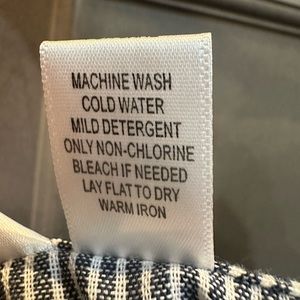 MACHINE WASH
COLD WATER
MILD DETERGENT
ONLY NON-CHLORINE
BLEACH IF NEEDED
LAY FLAT TO DRY
WARM IRON